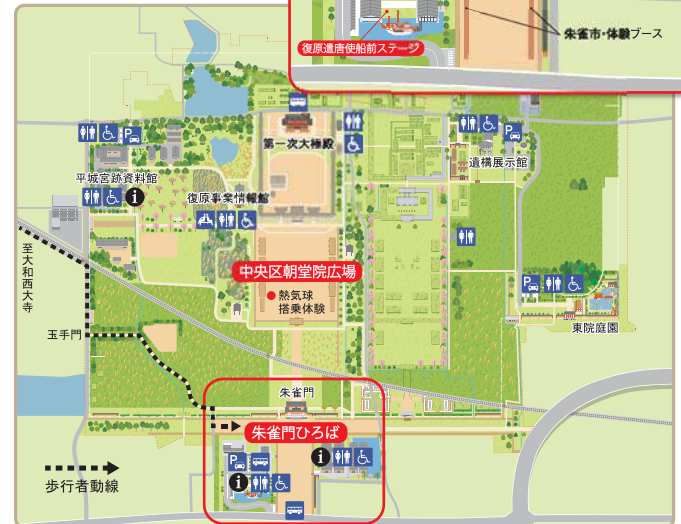 復原遣唐使船前ステージ
朱雀市・体験ブース
第一次大極殿
P
P
遺構展示館
平城宮跡資料館
i
復原事業情報館
中央区朝堂院広場
熱気球
搭乗体験
至大和西大寺
P
東院庭園
玉手門
朱雀門
朱雀門ひろば
P
i
i
歩行者動線